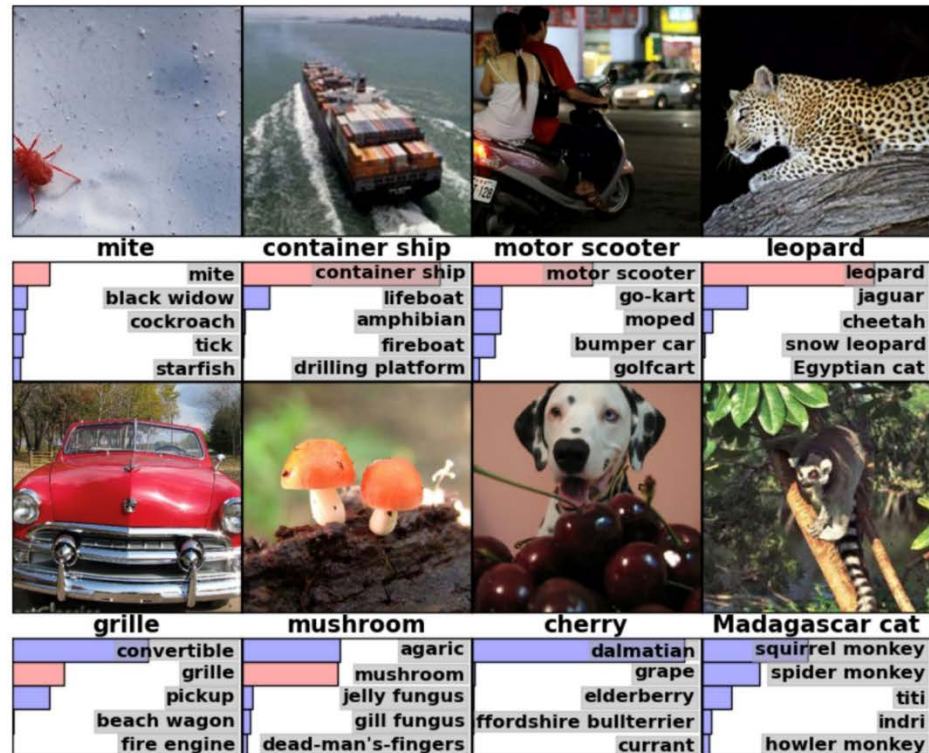 mite
mite
black widow
cockroach
tick
starfish
container ship
container ship
lifeboat
amphibian
fireboat
drilling platform
motor scooter
motor scooter
go-kart
moped
bumper car
golfcart
leopard
leopard
jaguar
cheetah
snow leopard
Egyptian cat
grille
convertible
grille
pickup
beach wagon
fire engine
mushroom
agaric
mushroom
jelly fungus
gill fungus
dead-man's-fingers
cherry
dalmatian
grape
elderberry
ffordshire bullterrier
currant
Madagascar cat
squirrel monkey
spider monkey
titi
indri
howler monkey